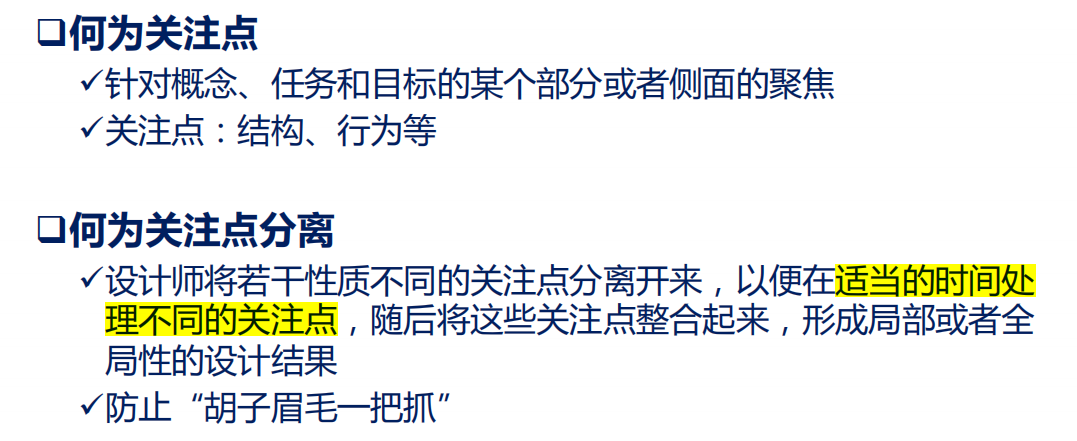 ❑何为关注点
✓针对概念、任务和目标的某个部分或者侧面的聚焦
✓关注点：结构、行为等
❑何为关注点分离
✓设计师将若干性质不同的关注点分离开来，以便在适当的时间处
理不同的关注点，随后将这些关注点整合起来，形成局部或者全
局性的设计结果
✓防止“胡子眉毛一把抓”